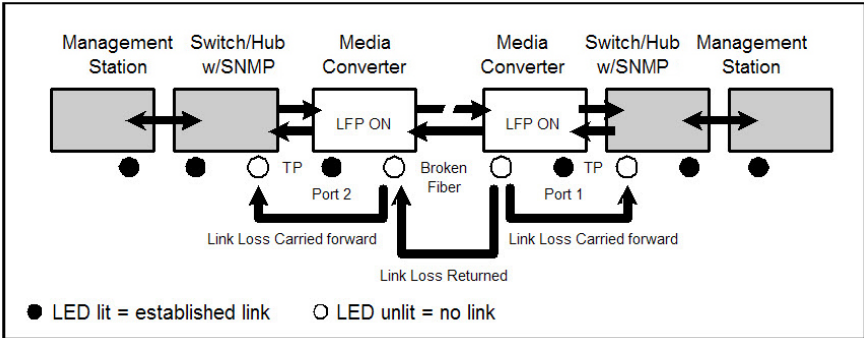 Management Station
Switch/Hub w/SNMP
Media Converter
Media Converter
Switch/Hub w/SNMP
Management Station
LFP ON
LFP ON
TP
Broken Fiber
TP
Port 2
Port 1
Link Loss Carried forward
Link Loss Carried forward
Link Loss Returned
LED lit = established link
LED unlit = no link